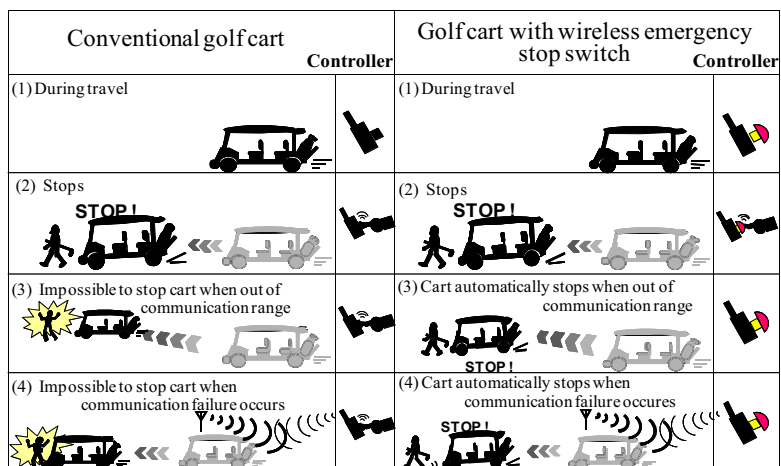 Conventional golf cart
Controller
Golf cart with wireless emergency
stop switch
Controller
(1) During travel
(1) During travel
(2) Stops
STOP !
(2) Stops
STOP !
(3) Impossible to stop cart when out of
communication range
(3) Cart automatically stops when out of
communication range
STOP !
(4) Impossible to stop cart when
communication failure occurs
(4) Cart automatically stops when
communication failure occures
STOP !